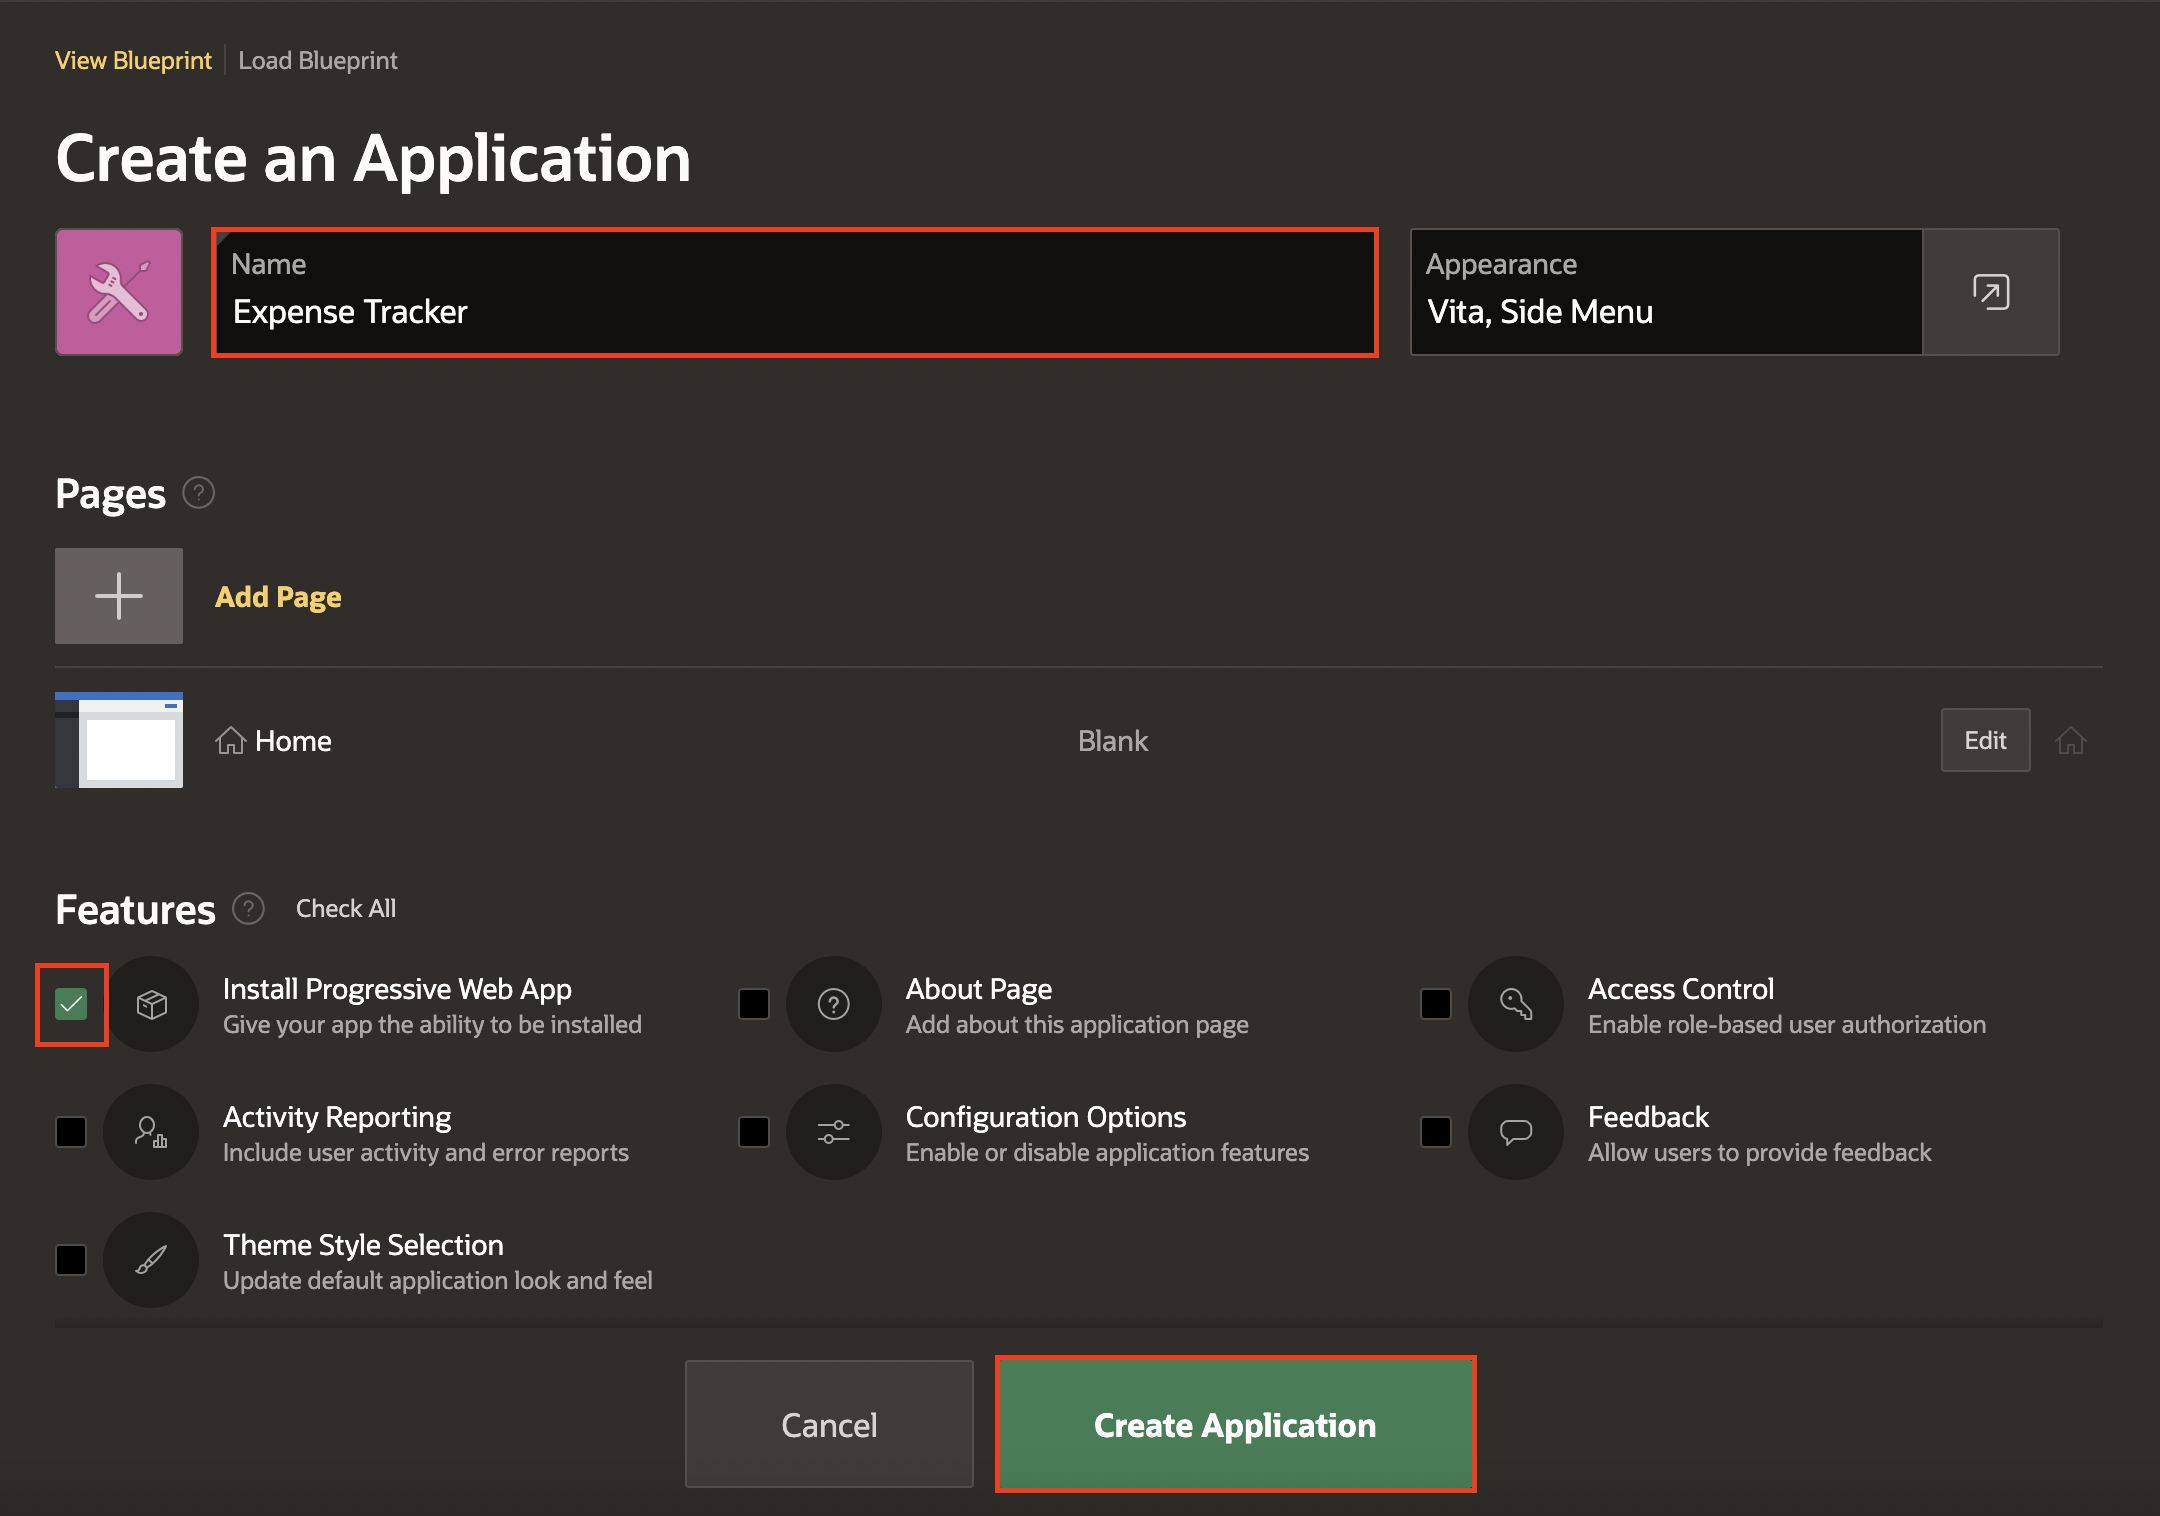 View Blueprint Load Blueprint
Create an Application
Name
Expense Tracker
Appearance
Vita, Side Menu
Pages ?
Add Page
Home Blank Edit
Features ? Check All
Install Progressive Web App
Give your app the ability to be installed
? About Page
Add about this application page
Access Control
Enable role-based user authorization
Activity Reporting
Include user activity and error reports
Configuration Options
Enable or disable application features
Feedback
Allow users to provide feedback
Theme Style Selection
Update default application look and feel
Cancel Create Application